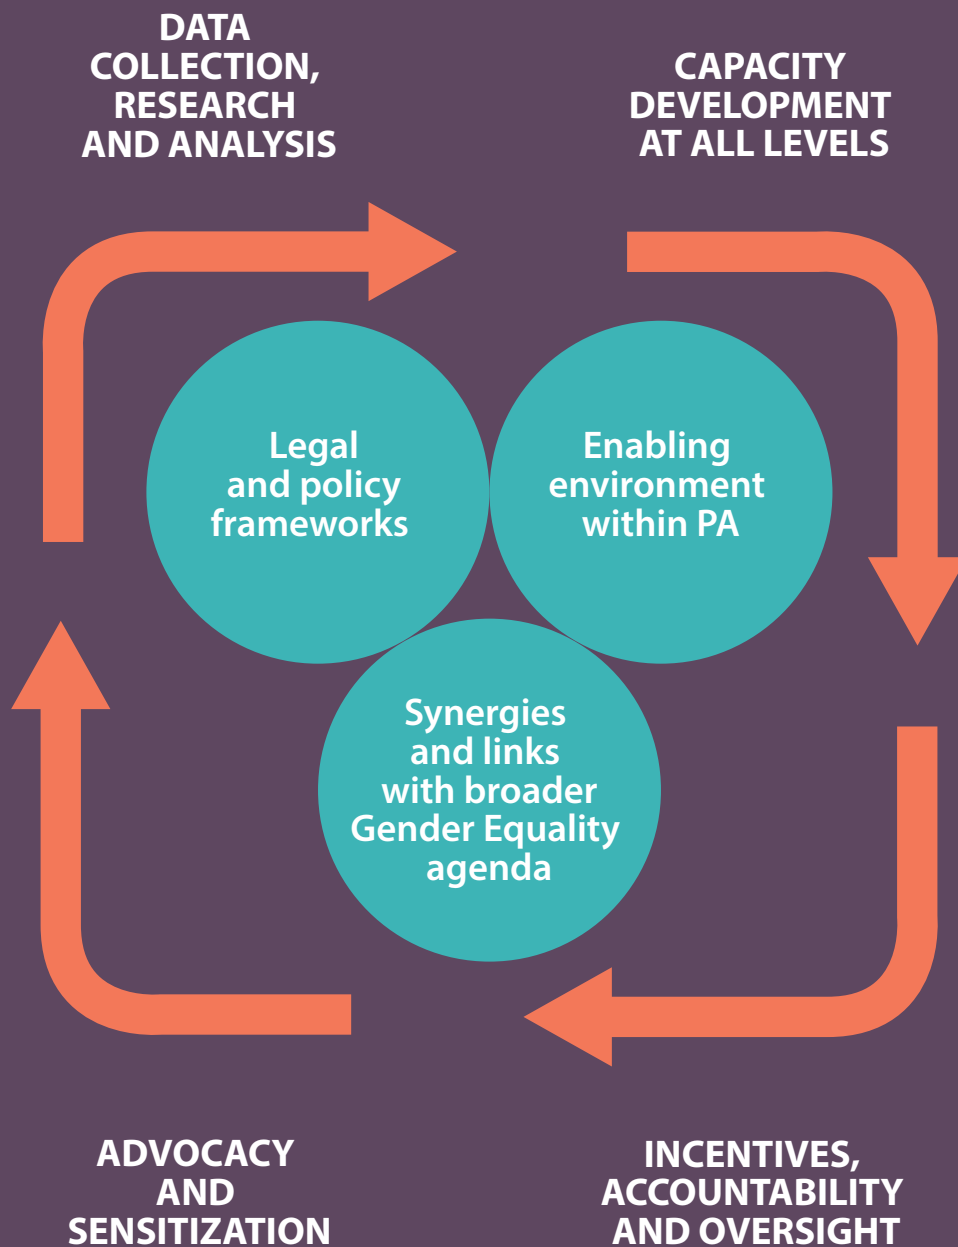 DATA
COLLECTION,
RESEARCH
AND ANALYSIS
CAPACITY
DEVELOPMENT
AT ALL LEVELS
Legal
and policy
frameworks
Enabling
environment
within PA
Synergies
and links
with broader
Gender Equality
agenda
ADVOCACY
AND
SENSITIZATION
INCENTIVES,
ACCOUNTABILITY
AND OVERSIGHT